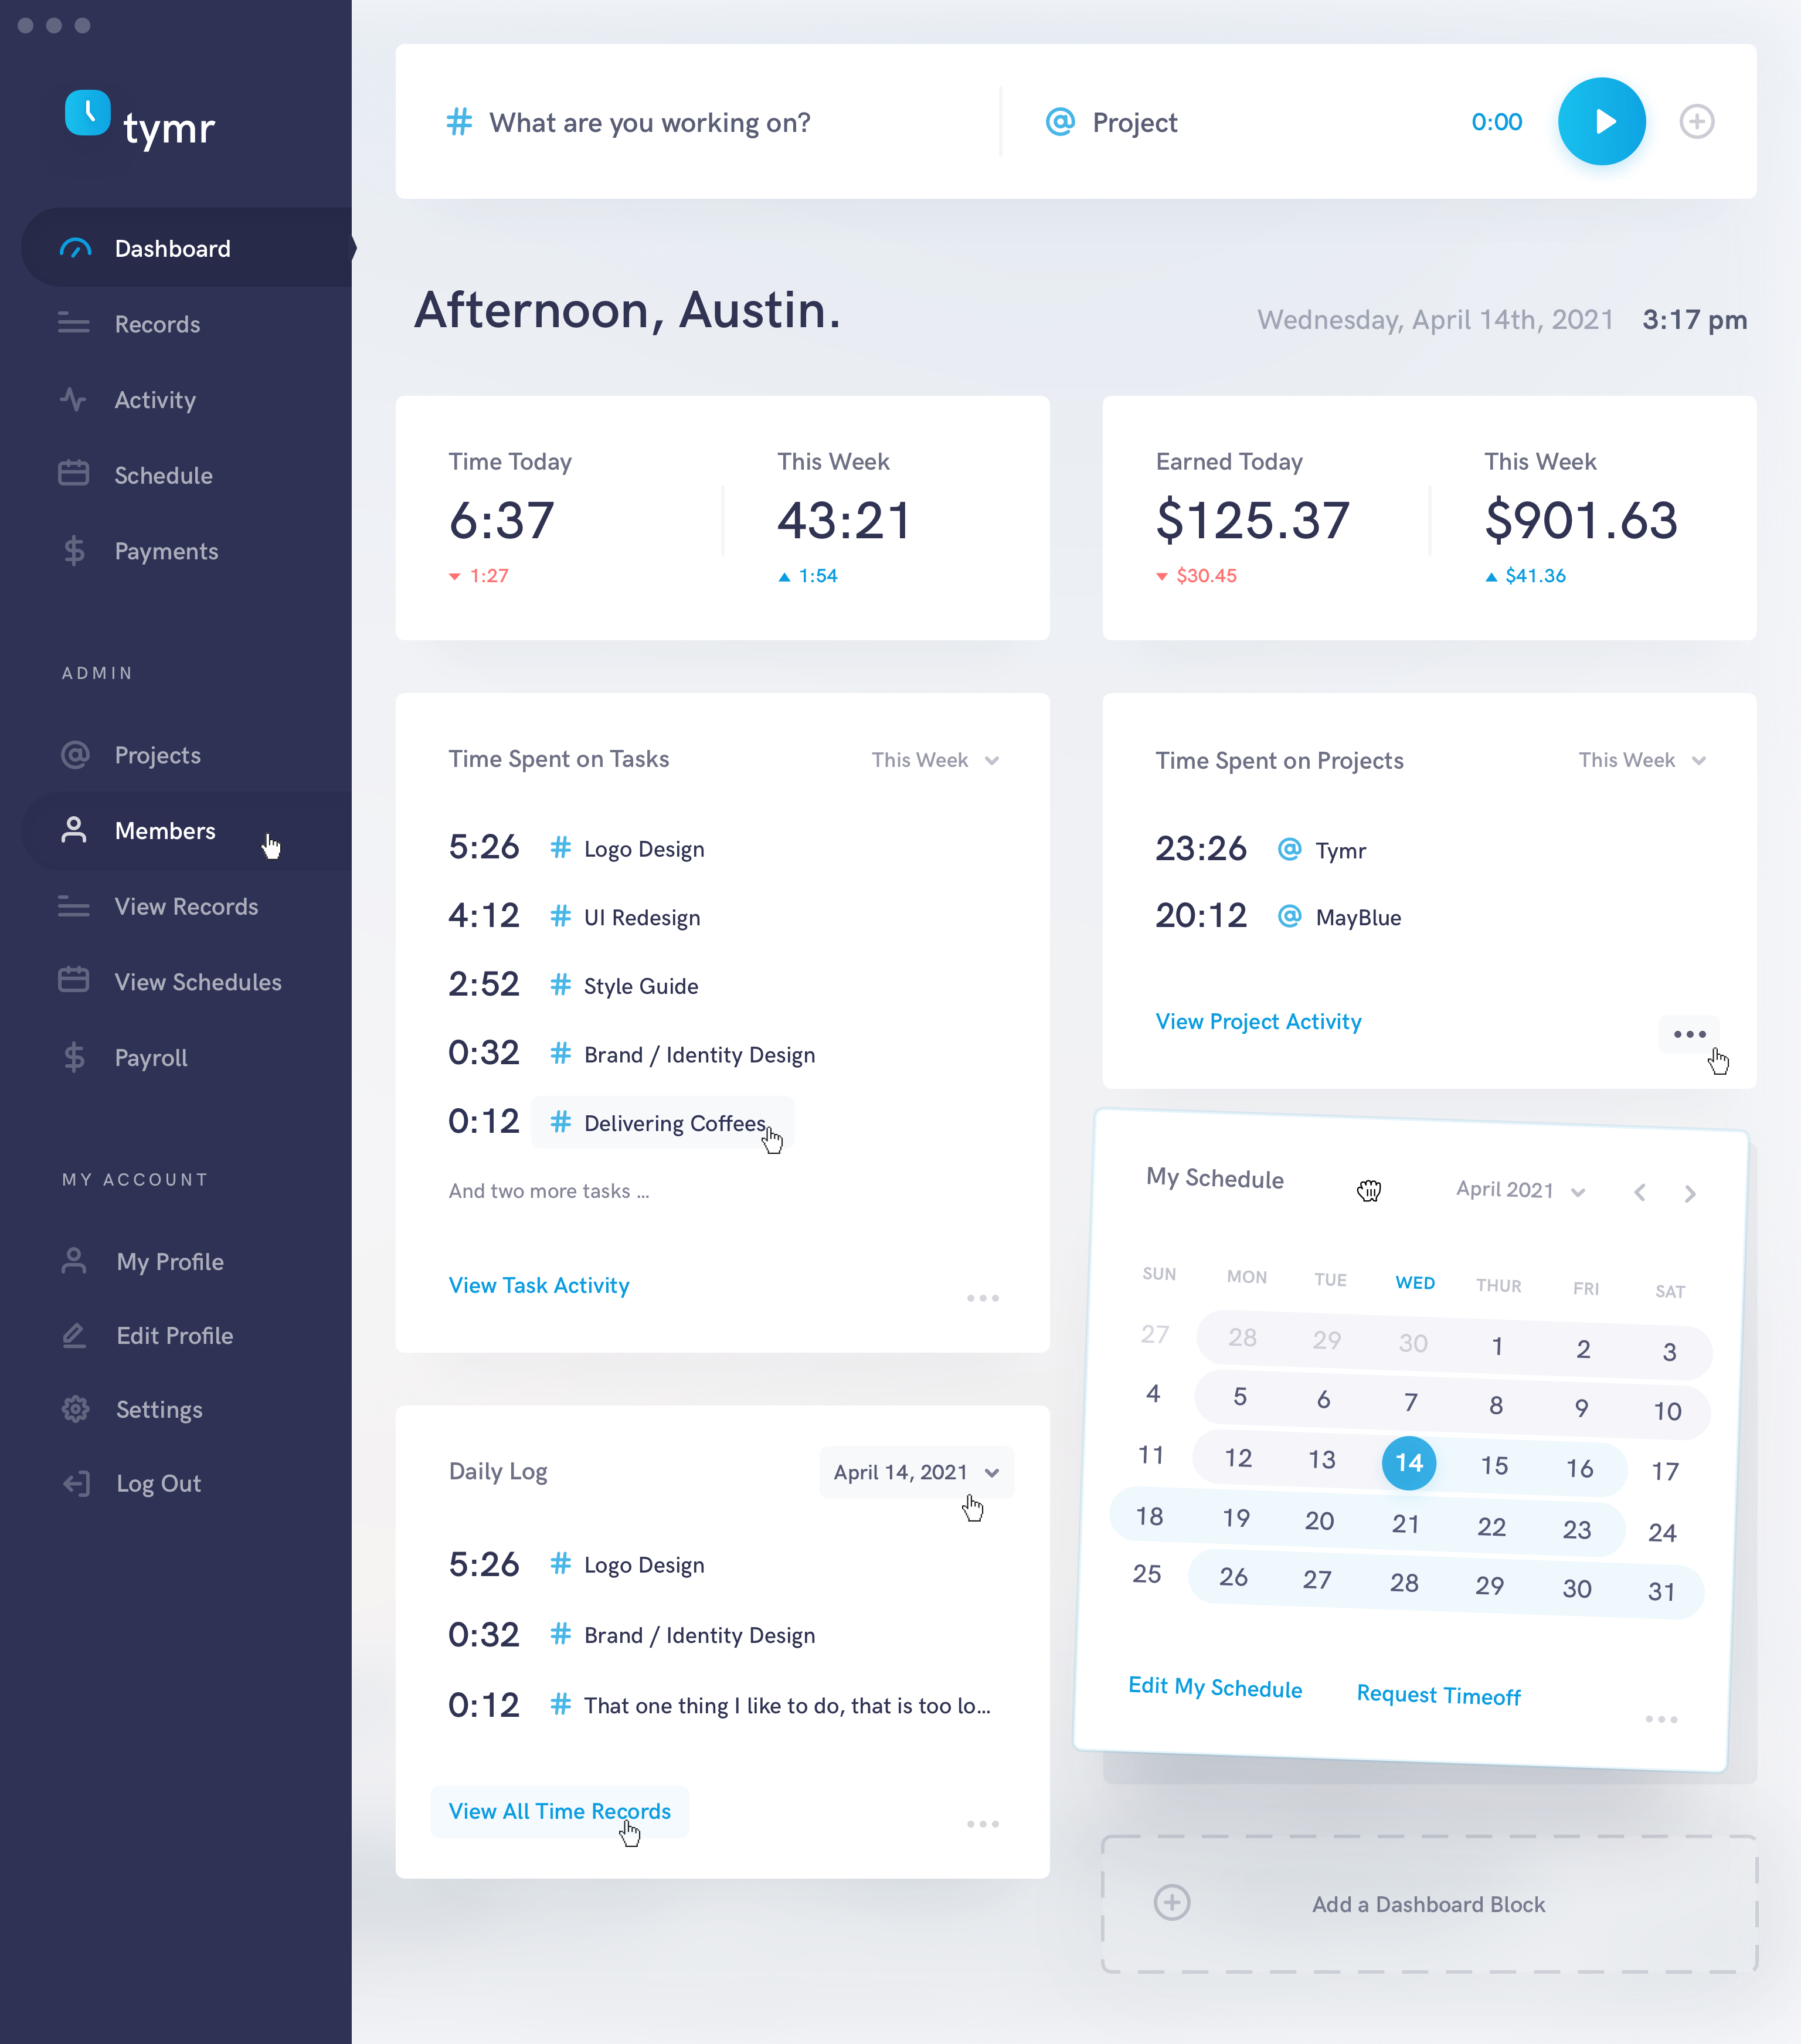 tymr
Dashboard
Records
Activity
Schedule
Payments
ADMIN
Projects
Members
View Records
View Schedules
Payroll
MY ACCOUNT
My Profile
Edit Profile
Settings
Log Out
# What are you working on? @ Project 0:00
Afternoon, Austin. Wednesday, April 14th, 2021 3:17 pm
Time Today This Week
6:37 43:21
1:27 1:54
Earned Today This Week
$125.37 $901.63
$30.45 $41.36
Time Spent on Tasks This Week
5:26 # Logo Design
4:12 # UI Redesign
2:52 # Style Guide
0:32 # Brand / Identity Design
0:12 # Delivering Coffees
And two more tasks ...
View Task Activity
Time Spent on Projects This Week
23:26 @ Tymr
20:12 @ MayBlue
View Project Activity
Daily Log April 14, 2021
5:26 # Logo Design
0:32 # Brand / Identity Design
0:12 # That one thing I like to do, that is too lo...
View All Time Records
My Schedule April 2021
SUN MON TUE WED THUR FRI SAT
27 28 29 30 1 2 3
4 5 6 7 8 9 10
11 12 13 14 15 16 17
18 19 20 21 22 23 24
25 26 27 28 29 30 31
Edit My Schedule Request Timeoff
Add a Dashboard Block